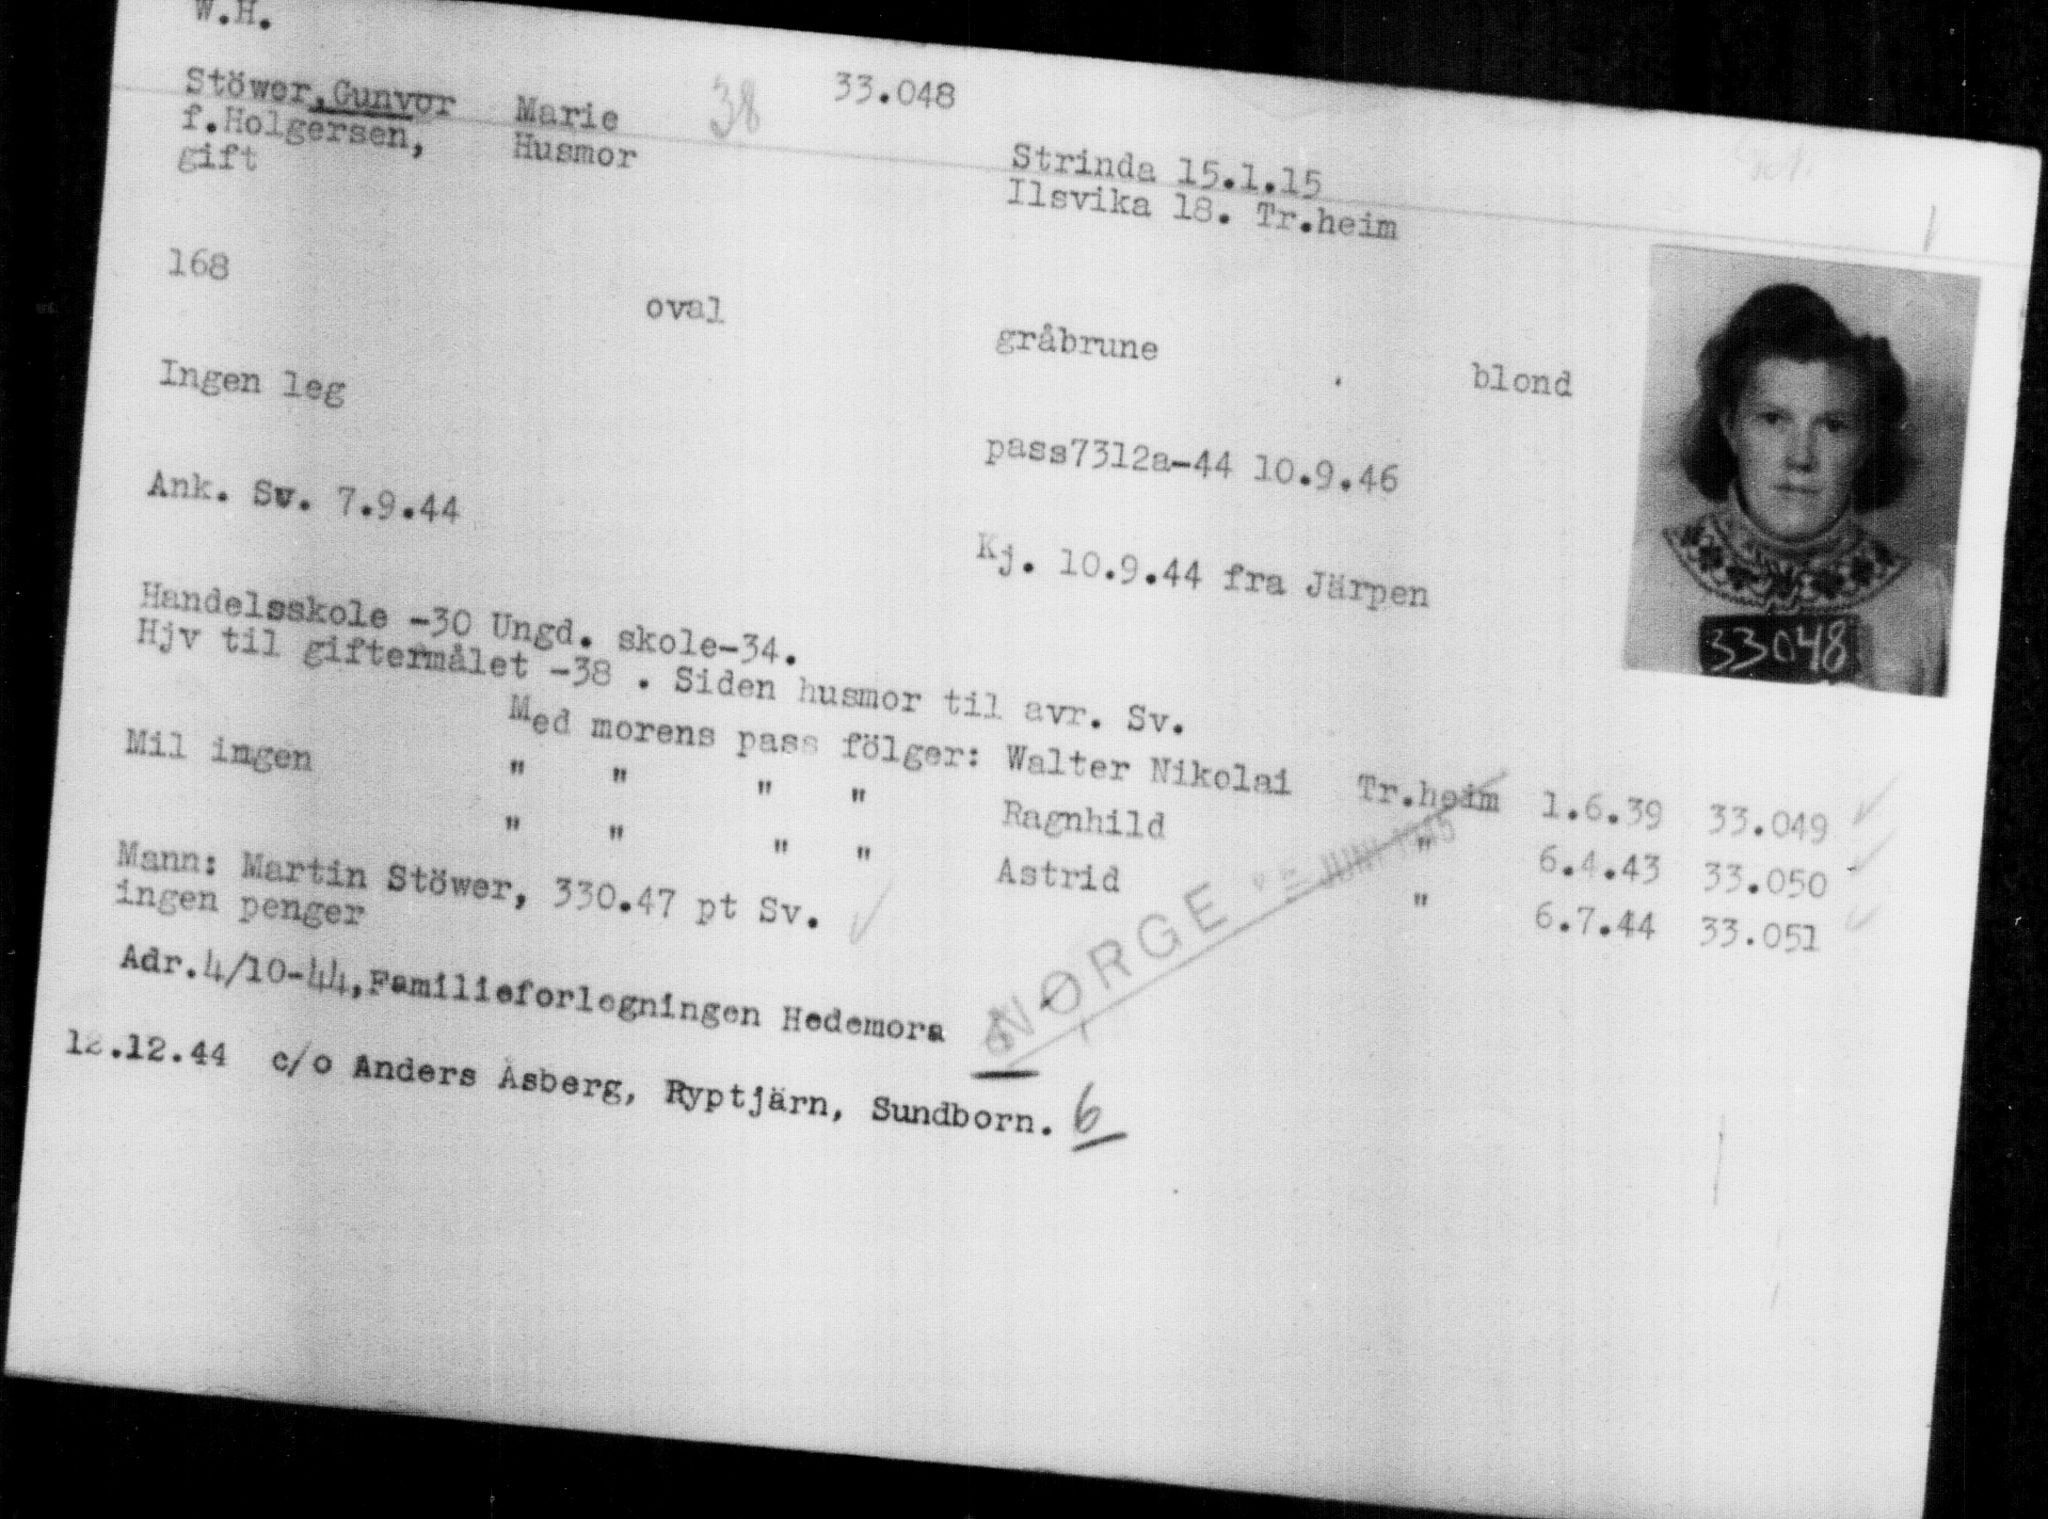 W.H.
Stöwer, Gunvor Marie 38 33.048
f.Holgersen, Husmor Strinda 15.1.15
gift Ilsvika 18. Tr.heim
168 oval gråbrune blond
Ingen leg pass7312a-44 10.9.46
Ank. Sv. 7.9.44 Kj. 10.9.44 fra Järpen
33048
Handelsskole -30 Ungd. skole-34.
Hjv til giftermålet -38 . Siden husmor til avr. Sv.
Med morens pass fölger: Walter Nikolai Tr.heim 1.6.39 33.049
Mil ingen " " " " Ragnhild " 6.4.43 33.050
" " " " Astrid " 6.7.44 33.051
Mann: Martin Stöwer, 330.47 pt Sv.
ingen penger
NORGE JUNI 1945
Adr.4/10-44,Familieforlegningen Hedemora
12.12.44 c/o Anders Åsberg, Ryptjärn, Sundborn. 6